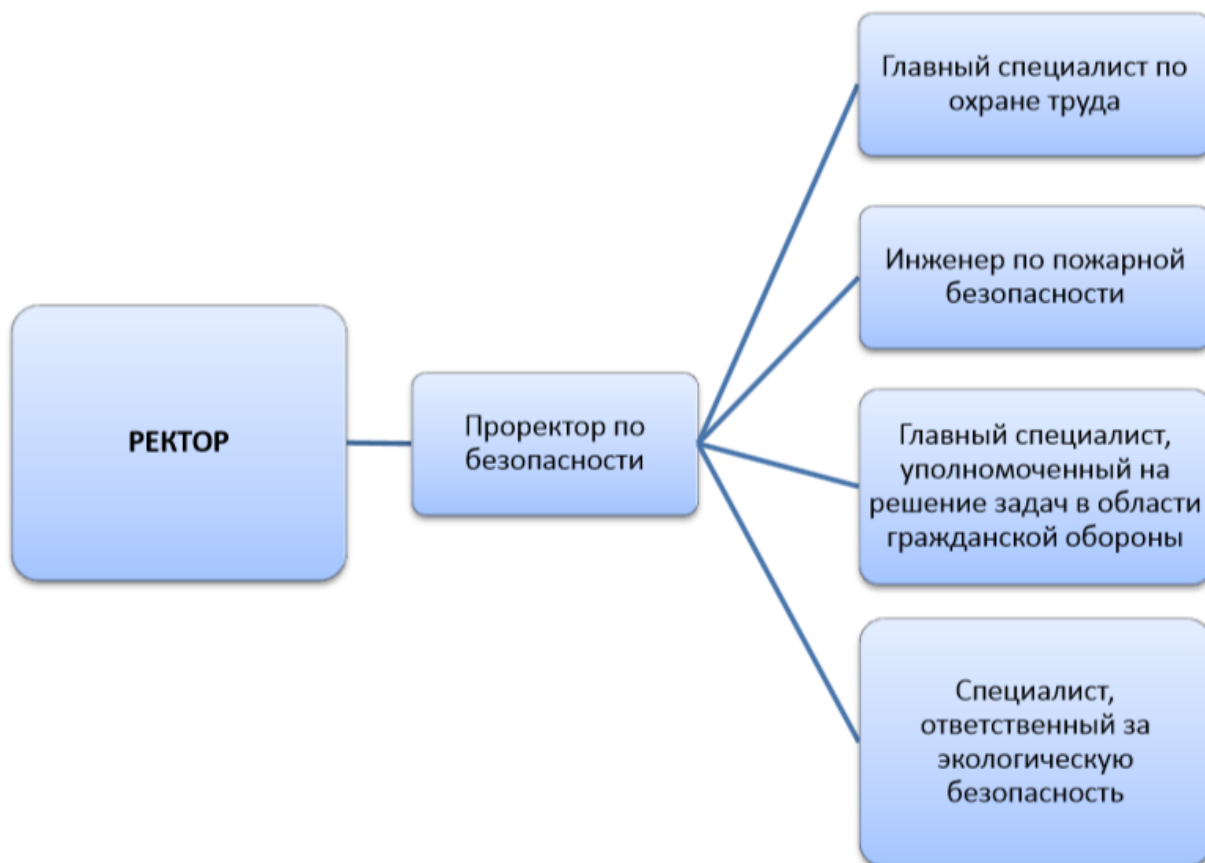 РЕКТОР
Проректор по
безопасности
Главный специалист по
охране труда
Инженер по пожарной
безопасности
Главный специалист,
уполномоченный на
решение задач в области
гражданской обороны
Специалист,
ответственный за
экологическую
безопасность